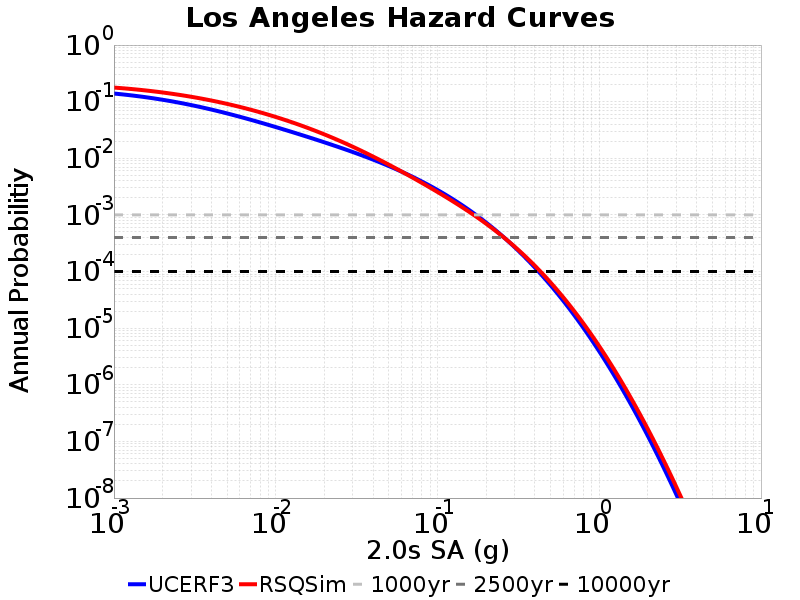 Los Angeles Hazard Curves
Annual Probabilitiy
10^0
10^-1
10^-2
10^-3
10^-4
10^-5
10^-6
10^-7
10^-8
10^-3 10^-2 10^-1 10^0 10^1
2.0s SA (g)
UCERF3 RSQSim 1000yr 2500yr 10000yr